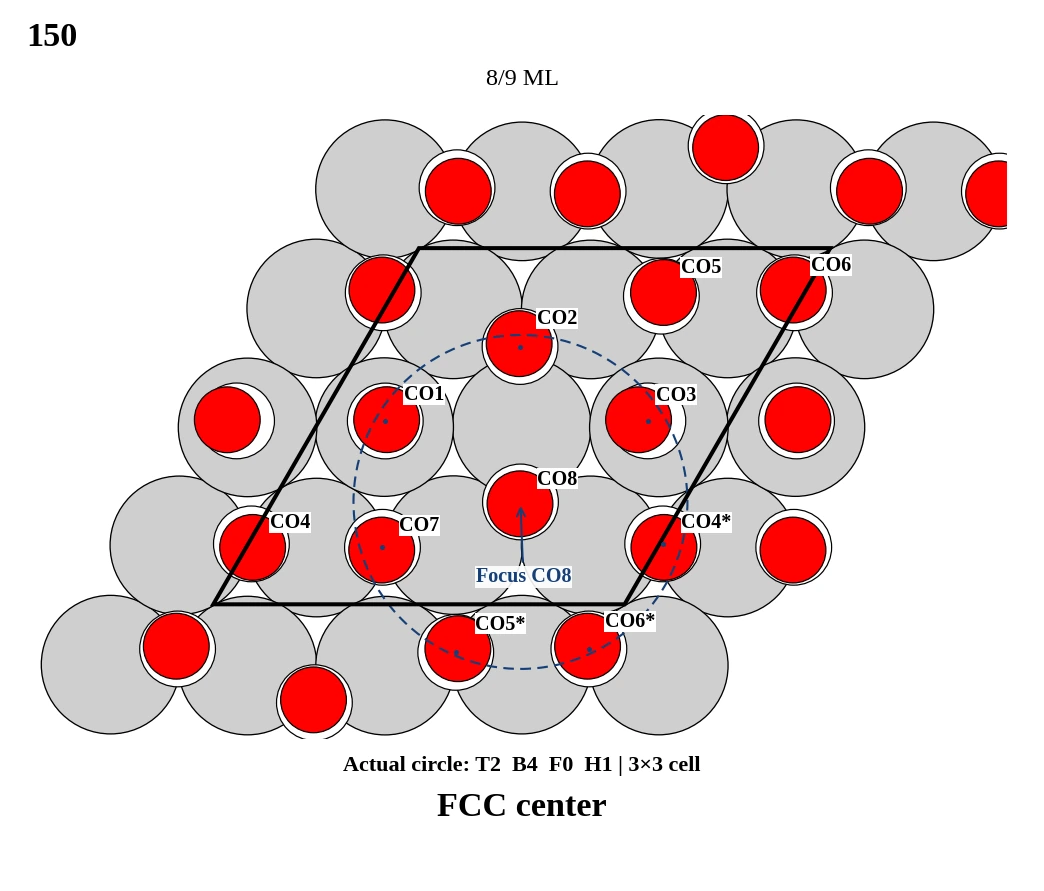 150
8/9 ML
CO5
CO6
CO2
CO1
CO3
CO8
CO4
CO7
CO4*
Focus CO8
CO5*
CO6*
Actual circle: T2  B4  F0  H1 | 3×3 cell
FCC center